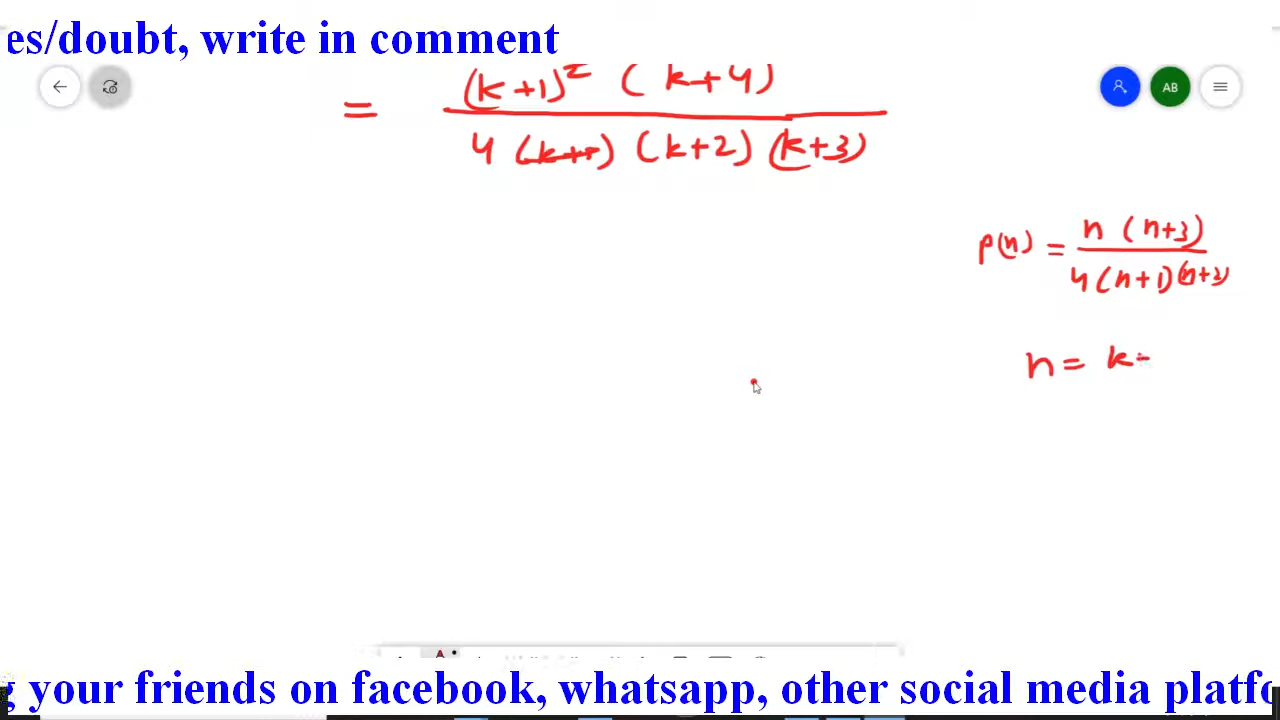 es/doubt, write in comment
(k+1)² (k+4)
=
4 (k+1) (k+2) (k+3)
AB
P(n) = n (n+3)
4(n+1)(n+2)
n = k-
g your friends on facebook, whatsapp, other social media platfo